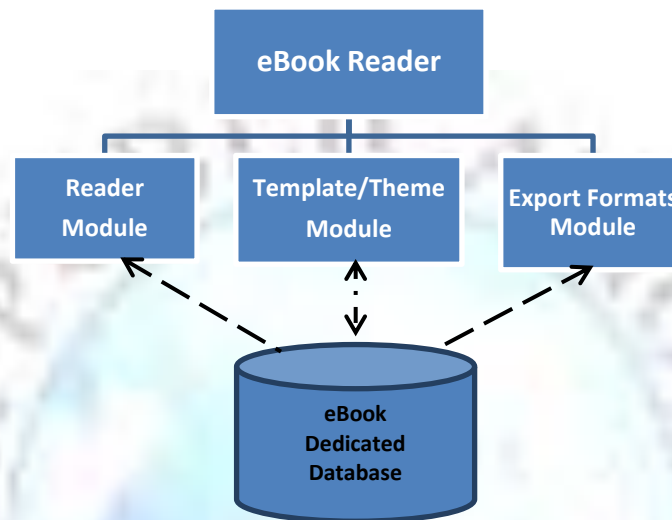 eBook Reader
Reader
Module
Template/Theme
Module
Export Formats
Module
eBook
Dedicated
Database